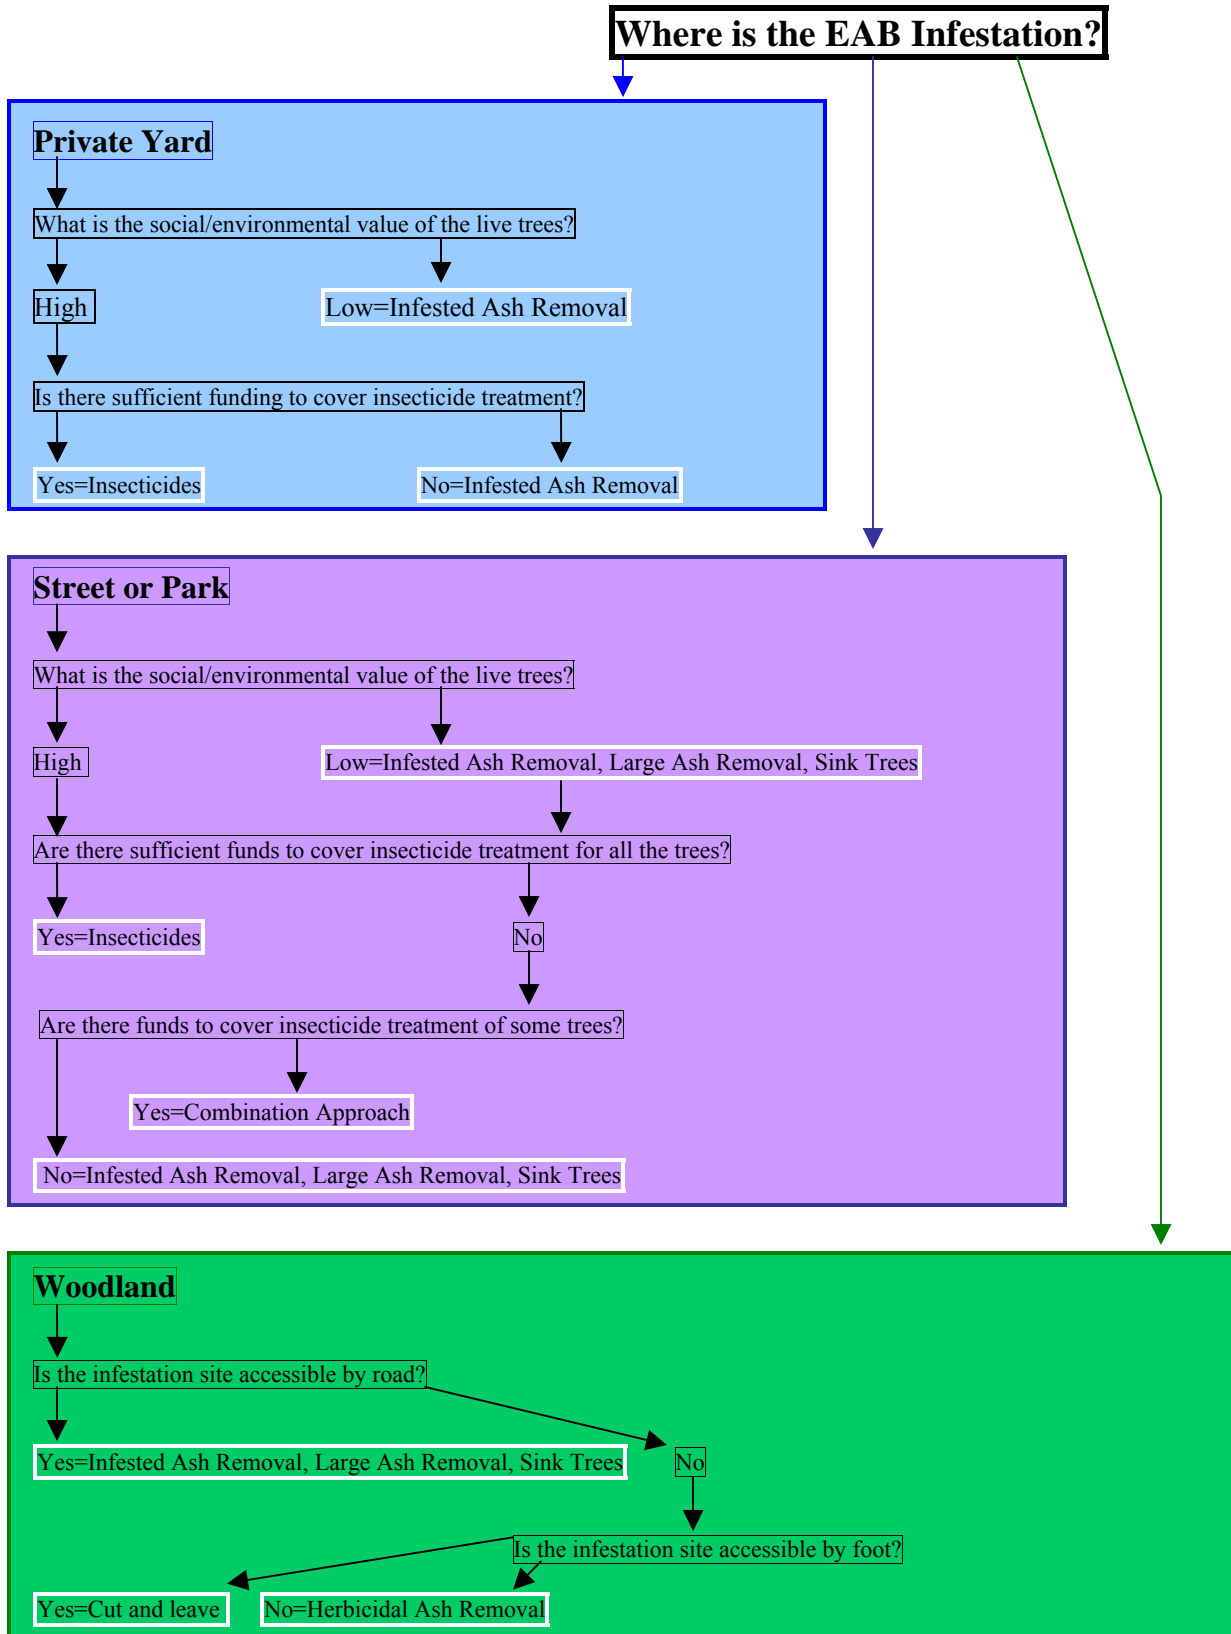 Where is the EAB Infestation?
Private Yard
What is the social/environmental value of the live trees?
High
Low=Infested Ash Removal
Is there sufficient funding to cover insecticide treatment?
Yes=Insecticides
No=Infested Ash Removal
Street or Park
What is the social/environmental value of the live trees?
High
Low=Infested Ash Removal, Large Ash Removal, Sink Trees
Are there sufficient funds to cover insecticide treatment for all the trees?
Yes=Insecticides
No
Are there funds to cover insecticide treatment of some trees?
Yes=Combination Approach
No=Infested Ash Removal, Large Ash Removal, Sink Trees
Woodland
Is the infestation site accessible by road?
Yes=Infested Ash Removal, Large Ash Removal, Sink Trees
No
Is the infestation site accessible by foot?
Yes=Cut and leave
No=Herbicidal Ash Removal